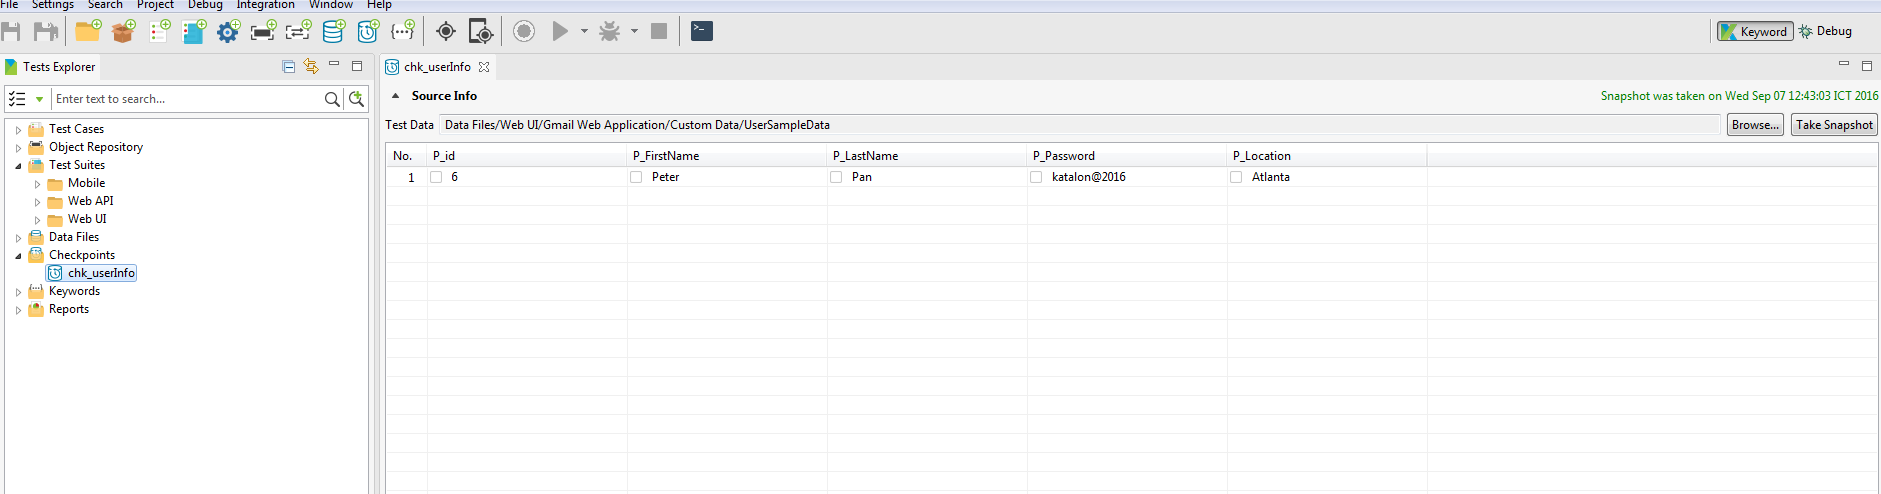 File Settings Search Project Debug Integration Window Help
Keyword Debug
Tests Explorer
Enter text to search...
Test Cases
Object Repository
Test Suites
Mobile
Web API
Web UI
Data Files
Checkpoints
chk_userInfo
Keywords
Reports
chk_userInfo
Source Info
Snapshot was taken on Wed Sep 07 12:43:03 ICT 2016
Test Data Data Files/Web UI/Gmail Web Application/Custom Data/UserSampleData Browse... Take Snapshot
No. P_id P_FirstName P_LastName P_Password P_Location
1 6 Peter Pan katalon@2016 Atlanta